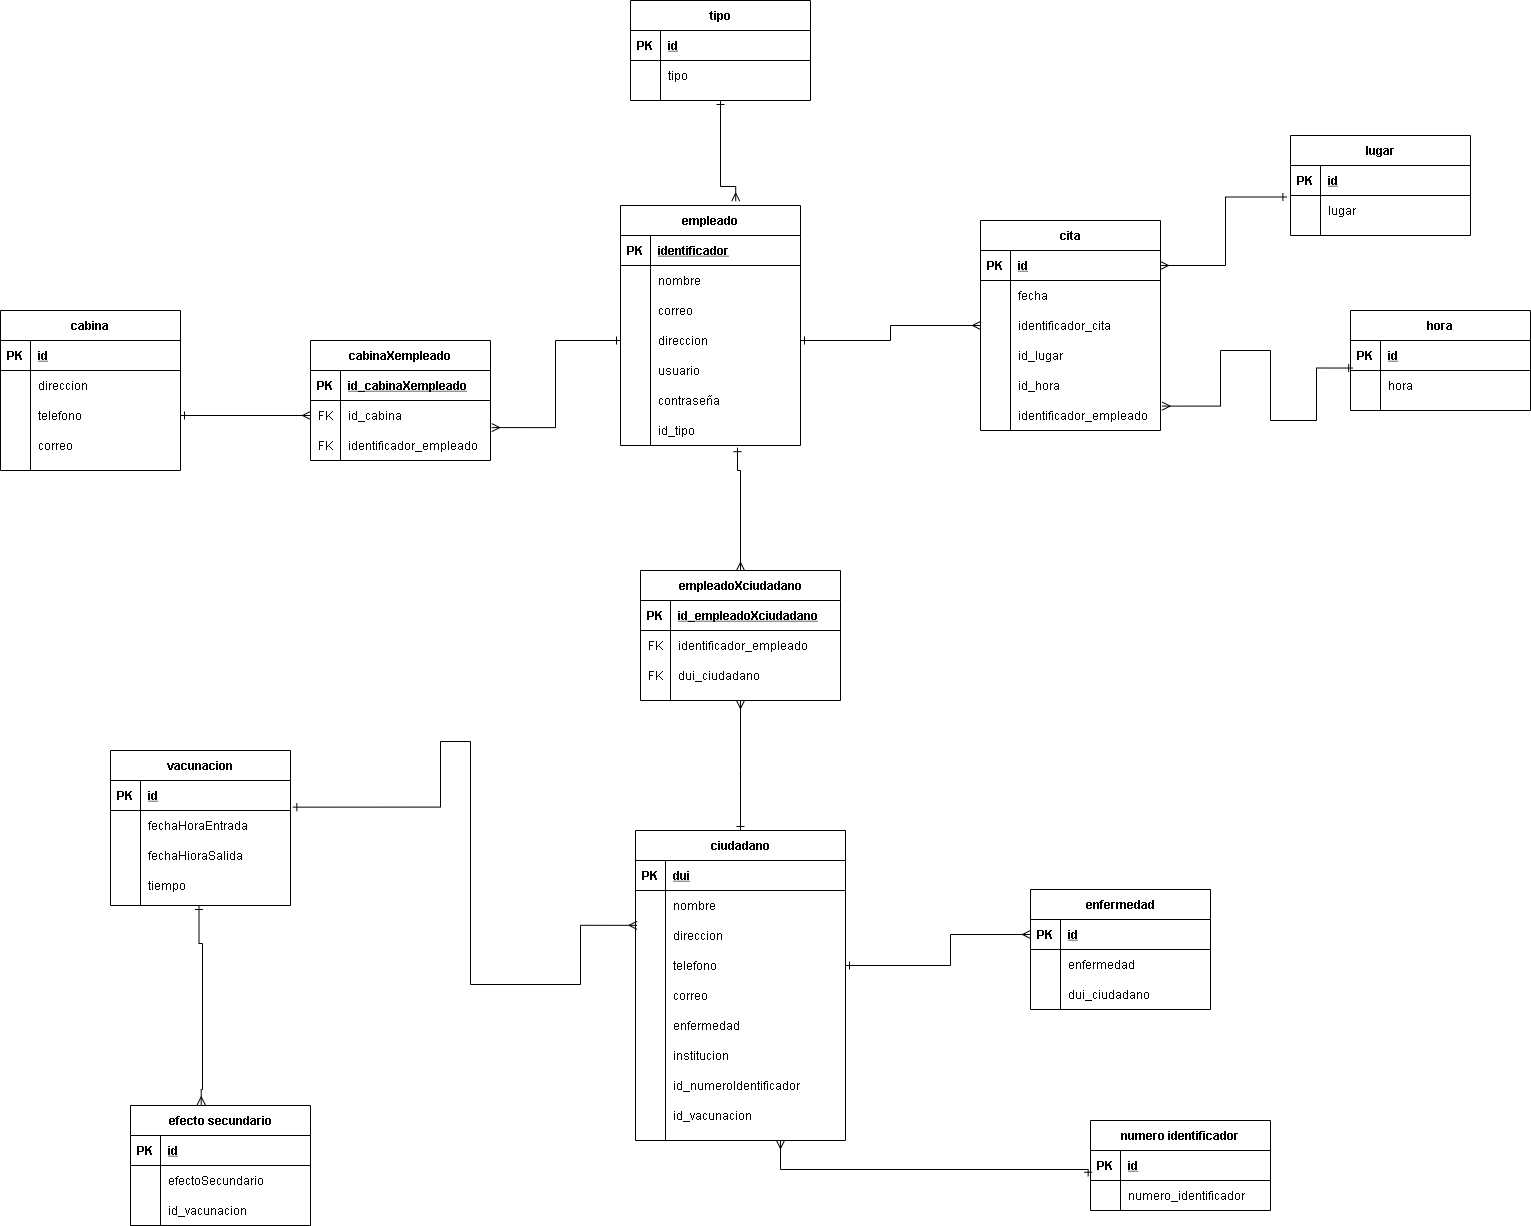 tipo
PK id
tipo
lugar
PK id
lugar
empleado
PK identificador
nombre
correo
direccion
usuario
contraseña
id_tipo
cita
PK id
fecha
identificador_cita
id_lugar
id_hora
identificador_empleado
hora
PK id
hora
cabina
PK id
direccion
telefono
correo
cabinaXempleado
PK id_cabinaXempleado
FK id_cabina
FK identificador_empleado
empleadoXciudadano
PK id_empleadoXciudadano
FK identificador_empleado
FK dui_ciudadano
vacunacion
PK id
fechaHoraEntrada
fechaHioraSalida
tiempo
ciudadano
PK dui
nombre
direccion
telefono
correo
enfermedad
institucion
id_numeroIdentificador
id_vacunacion
enfermedad
PK id
enfermedad
dui_ciudadano
efecto secundario
PK id
efectoSecundario
id_vacunacion
numero identificador
PK id
numero_identificador